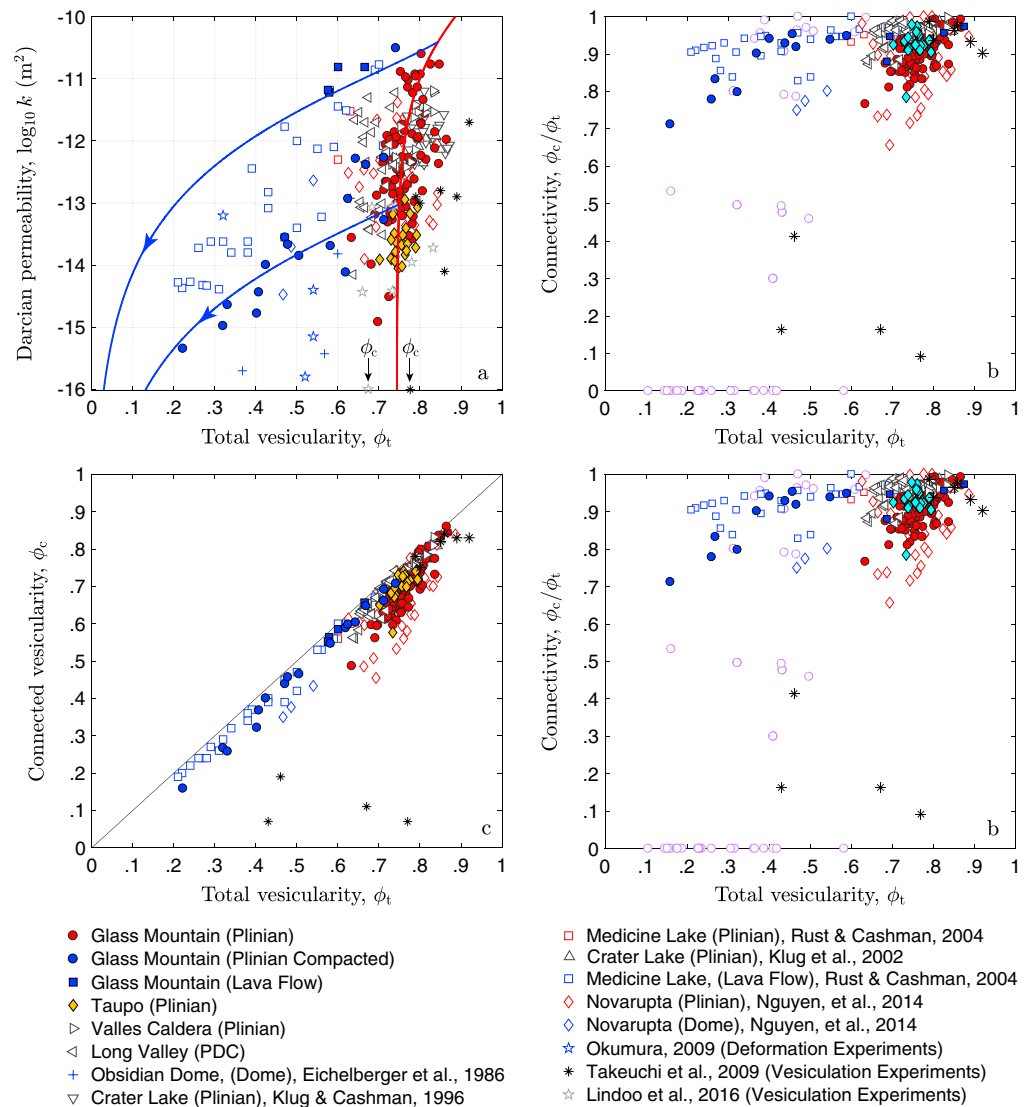 -10
-11
-12
-13
-14
-15
-16
Darcian permeability, log10 k (m²)
ϕc
ϕc
a
0 .1 .2 .3 .4 .5 .6 .7 .8 .9 1
Total vesicularity, ϕt
1
.9
.8
.7
.6
.5
.4
.3
.2
.1
0
Connectivity, ϕc/ϕt
b
0 .1 .2 .3 .4 .5 .6 .7 .8 .9 1
Total vesicularity, ϕt
1
.9
.8
.7
.6
.5
.4
.3
.2
.1
0
Connected vesicularity, ϕc
c
0 .1 .2 .3 .4 .5 .6 .7 .8 .9 1
Total vesicularity, ϕt
1
.9
.8
.7
.6
.5
.4
.3
.2
.1
0
Connectivity, ϕc/ϕt
b
0 .1 .2 .3 .4 .5 .6 .7 .8 .9 1
Total vesicularity, ϕt
Glass Mountain (Plinian)
Glass Mountain (Plinian Compacted)
Glass Mountain (Lava Flow)
Taupo (Plinian)
Valles Caldera (Plinian)
Long Valley (PDC)
Obsidian Dome, (Dome), Eichelberger et al., 1986
Crater Lake (Plinian), Klug & Cashman, 1996
Medicine Lake (Plinian), Rust & Cashman, 2004
Crater Lake (Plinian), Klug et al., 2002
Medicine Lake, (Lava Flow), Rust & Cashman, 2004
Novarupta (Plinian), Nguyen, et al., 2014
Novarupta (Dome), Nguyen, et al., 2014
Okumura, 2009 (Deformation Experiments)
Takeuchi et al., 2009 (Vesiculation Experiments)
Lindoo et al., 2016 (Vesiculation Experiments)